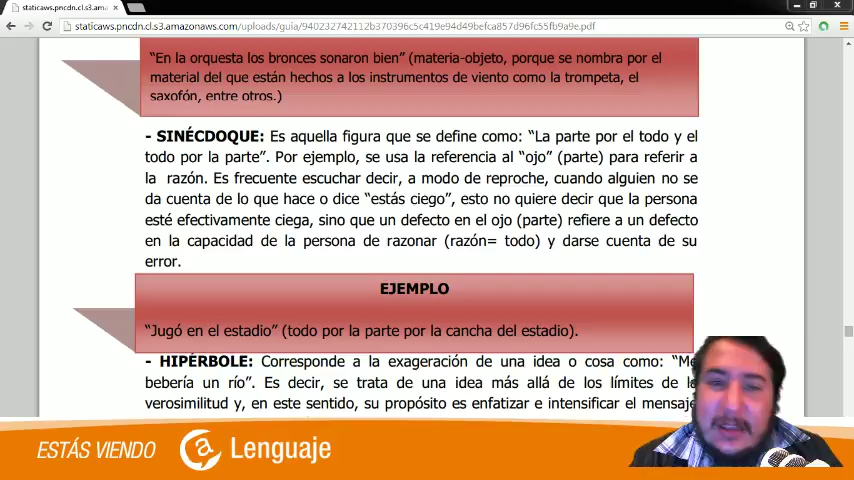 staticaws.pncdn.cl.s3.ama
staticaws.pncdn.cl.s3.amazonaws.com/uploads/guia/940232742112b370396c5c419e94d49befca857d96fc55fb9a9e.pdf
“En la orquesta los bronces sonaron bien” (materia-objeto, porque se nombra por el
material del que están hechos a los instrumentos de viento como la trompeta, el
saxofón, entre otros.)
- SINÉCDOQUE: Es aquella figura que se define como: “La parte por el todo y el
todo por la parte”. Por ejemplo, se usa la referencia al “ojo” (parte) para referir a
la razón. Es frecuente escuchar decir, a modo de reproche, cuando alguien no se
da cuenta de lo que hace o dice “estás ciego”, esto no quiere decir que la persona
esté efectivamente ciega, sino que un defecto en el ojo (parte) refiere a un defecto
en la capacidad de la persona de razonar (razón= todo) y darse cuenta de su
error.
EJEMPLO
“Jugó en el estadio” (todo por la parte por la cancha del estadio).
- HIPÉRBOLE: Corresponde a la exageración de una idea o cosa como: “Me
bebería un río”. Es decir, se trata de una idea más allá de los límites de la
verosimilitud y, en este sentido, su propósito es enfatizar e intensificar el mensaje
ESTÁS VIENDO
a Lenguaje